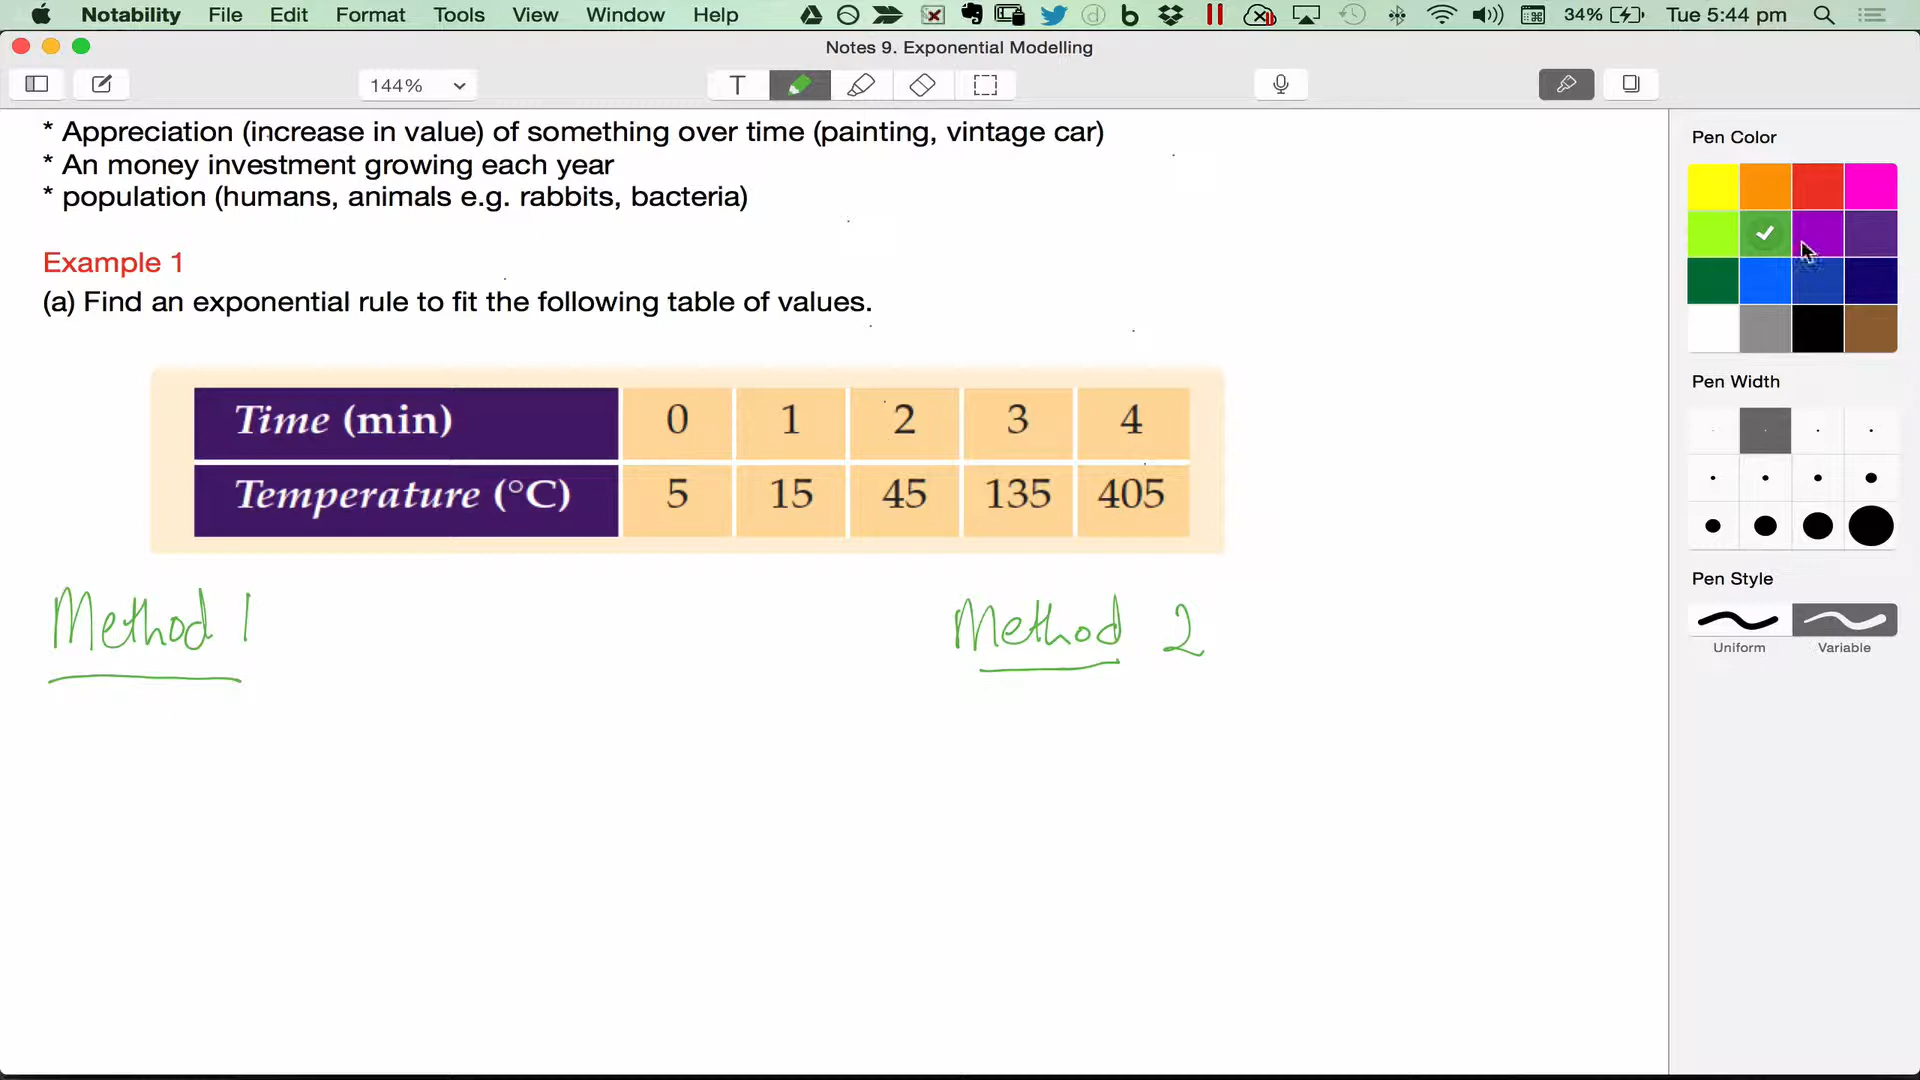 Notability File Edit Format Tools View Window Help 34% Tue 5:44 pm
Notes 9. Exponential Modelling
144% T
* Appreciation (increase in value) of something over time (painting, vintage car)
* An money investment growing each year
* population (humans, animals e.g. rabbits, bacteria)
Example 1
(a) Find an exponential rule to fit the following table of values.
Time (min) 0 1 2 3 4
Temperature (°C) 5 15 45 135 405
Method 1 Method 2
Pen Color
Pen Width
Pen Style
Uniform Variable